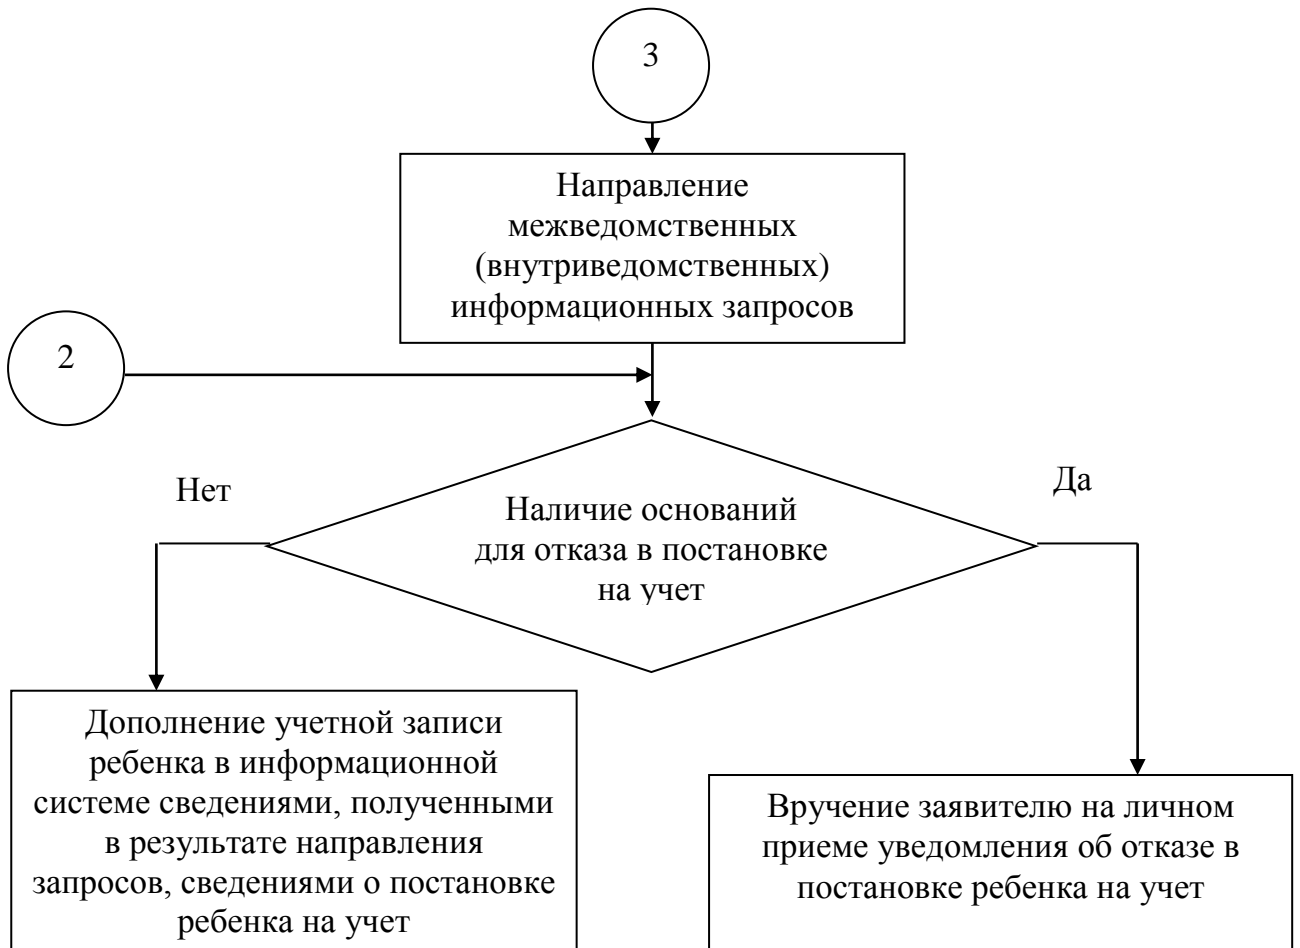 3
Направление
межведомственных
(внутриведомственных)
информационных запросов
2
Нет
Да
Наличие оснований
для отказа в постановке
на учет
Дополнение учетной записи
ребенка в информационной
системе сведениями, полученными
в результате направления
запросов, сведениями о постановке
ребенка на учет
Вручение заявителю на личном
приеме уведомления об отказе в
постановке ребенка на учет